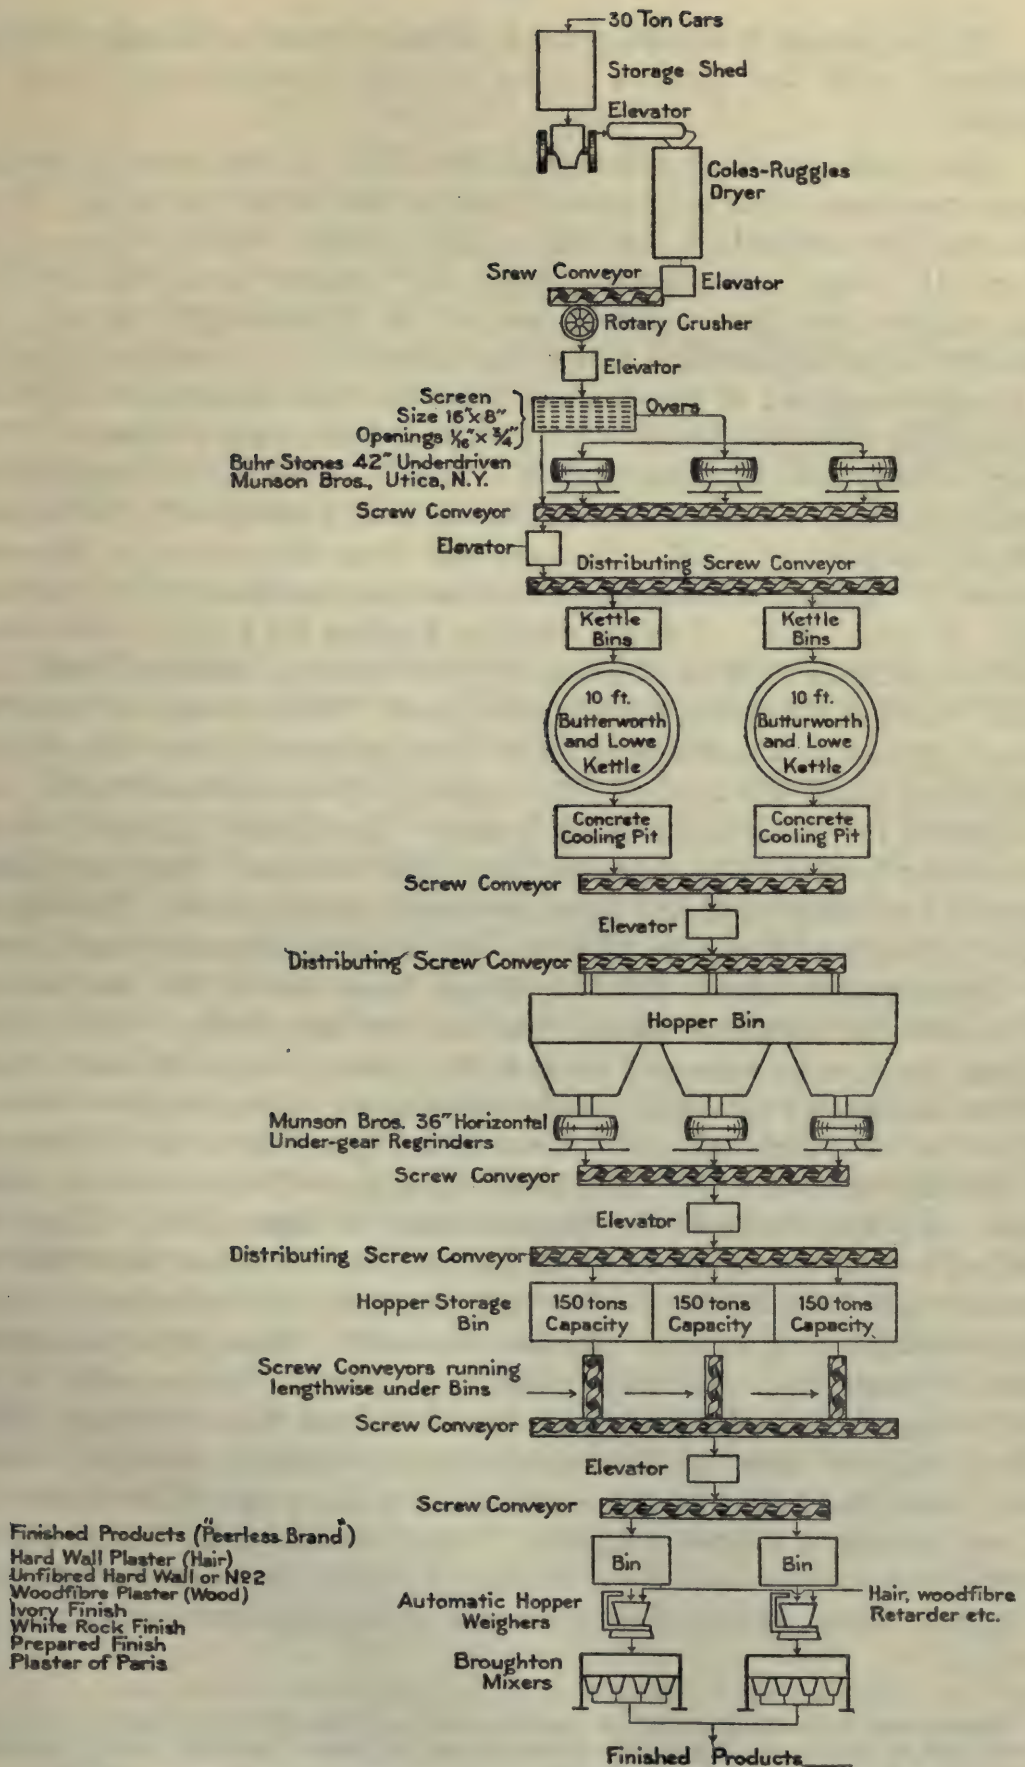 30 Ton Cars
Storage Shed
Elevator
Coles-Ruggles
Dryer
Srew Conveyor
Elevator
Rotary Crusher
Elevator
Screen
Size 16"x 8"
Openings 1/16" x 3/4"
Overs
Buhr Stones 42" Underdriven
Munson Bros., Utica, N.Y.
Screw Conveyor
Elevator
Distributing Screw Conveyor
Kettle
Bins
Kettle
Bins
10 ft.
Butterworth
and Lowe
Kettle
10 ft.
Butturworth
and Lowe
Kettle
Concrete
Cooling Pit
Concrete
Cooling Pit
Screw Conveyor
Elevator
Distributing Screw Conveyor
Hopper Bin
Munson Bros. 36" Horizontal
Under-gear Regrinders
Screw Conveyor
Elevator
Distributing Screw Conveyor
Hopper Storage
Bin
150 tons
Capacity
150 tons
Capacity
150 tons
Capacity
Screw Conveyors running
lengthwise under Bins
Screw Conveyor
Elevator
Screw Conveyor
Bin
Bin
Automatic Hopper
Weighers
Hair, woodfibre
Retarder etc.
Broughton
Mixers
Finished Products
Finished Products ("Peerless Brand")
Hard Wall Plaster (Hair)
Unfibred Hard Wall or Nº2
Woodfibre Plaster (Wood)
Ivory Finish
White Rock Finish
Prepared Finish
Plaster of Paris